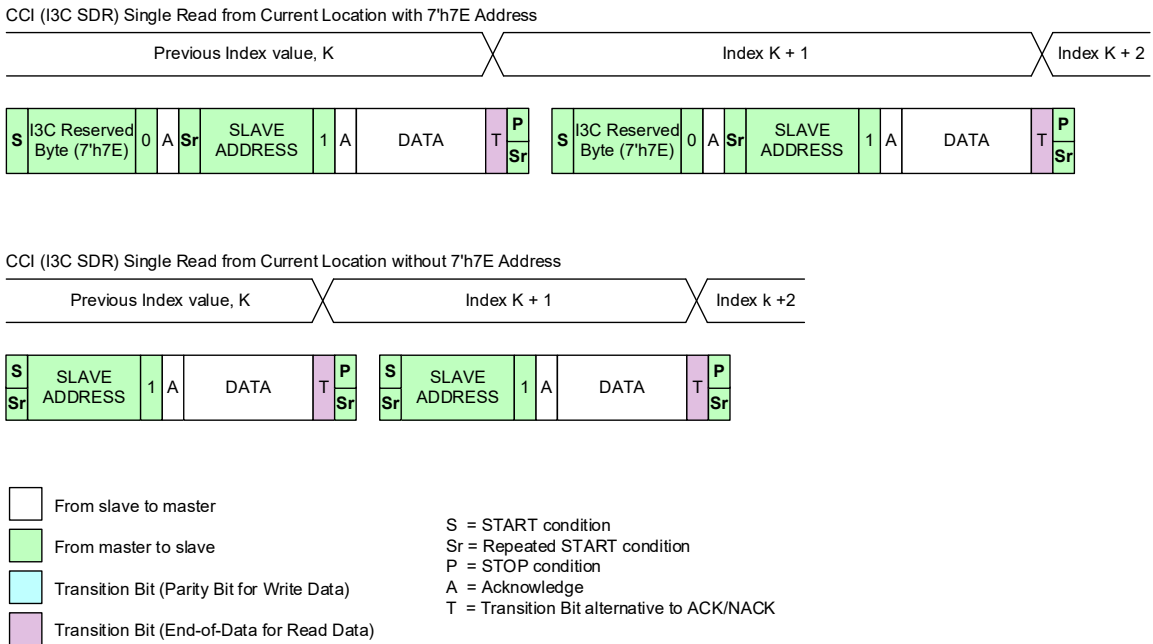 CCI (I3C SDR) Single Read from Current Location with 7'h7E Address
Previous Index value, K
Index K + 1
Index K + 2
S
I3C Reserved
Byte (7'h7E)
0
A
Sr
SLAVE
ADDRESS
1
A
DATA
T
P
Sr
S
I3C Reserved
Byte (7'h7E)
0
A
Sr
SLAVE
ADDRESS
1
A
DATA
T
P
Sr
CCI (I3C SDR) Single Read from Current Location without 7'h7E Address
Previous Index value, K
Index K + 1
Index k +2
S
Sr
SLAVE
ADDRESS
1
A
DATA
T
P
Sr
S
Sr
SLAVE
ADDRESS
1
A
DATA
T
P
Sr
From slave to master
From master to slave
Transition Bit (Parity Bit for Write Data)
Transition Bit (End-of-Data for Read Data)
S = START condition
Sr = Repeated START condition
P = STOP condition
A = Acknowledge
T = Transition Bit alternative to ACK/NACK